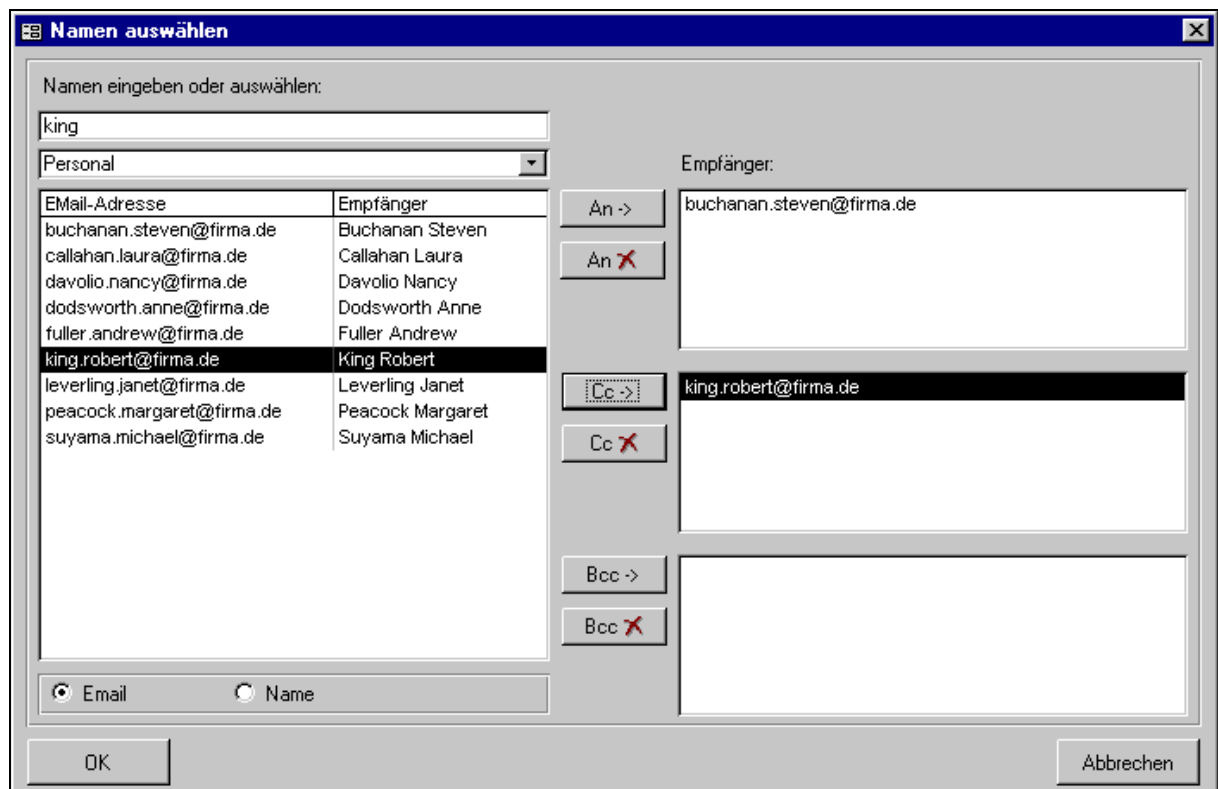 Namen auswählen
Namen eingeben oder auswählen:
king
Personal
EMail-Adresse Empfänger
buchanan.steven@firma.de Buchanan Steven
callahan.laura@firma.de Callahan Laura
davolio.nancy@firma.de Davolio Nancy
dodsworth.anne@firma.de Dodsworth Anne
fuller.andrew@firma.de Fuller Andrew
king.robert@firma.de King Robert
leverling.janet@firma.de Leverling Janet
peacock.margaret@firma.de Peacock Margaret
suyama.michael@firma.de Suyama Michael
Email Name
An ->
An
Cc ->
Cc
Bcc ->
Bcc
Empfänger:
buchanan.steven@firma.de
king.robert@firma.de
OK Abbrechen